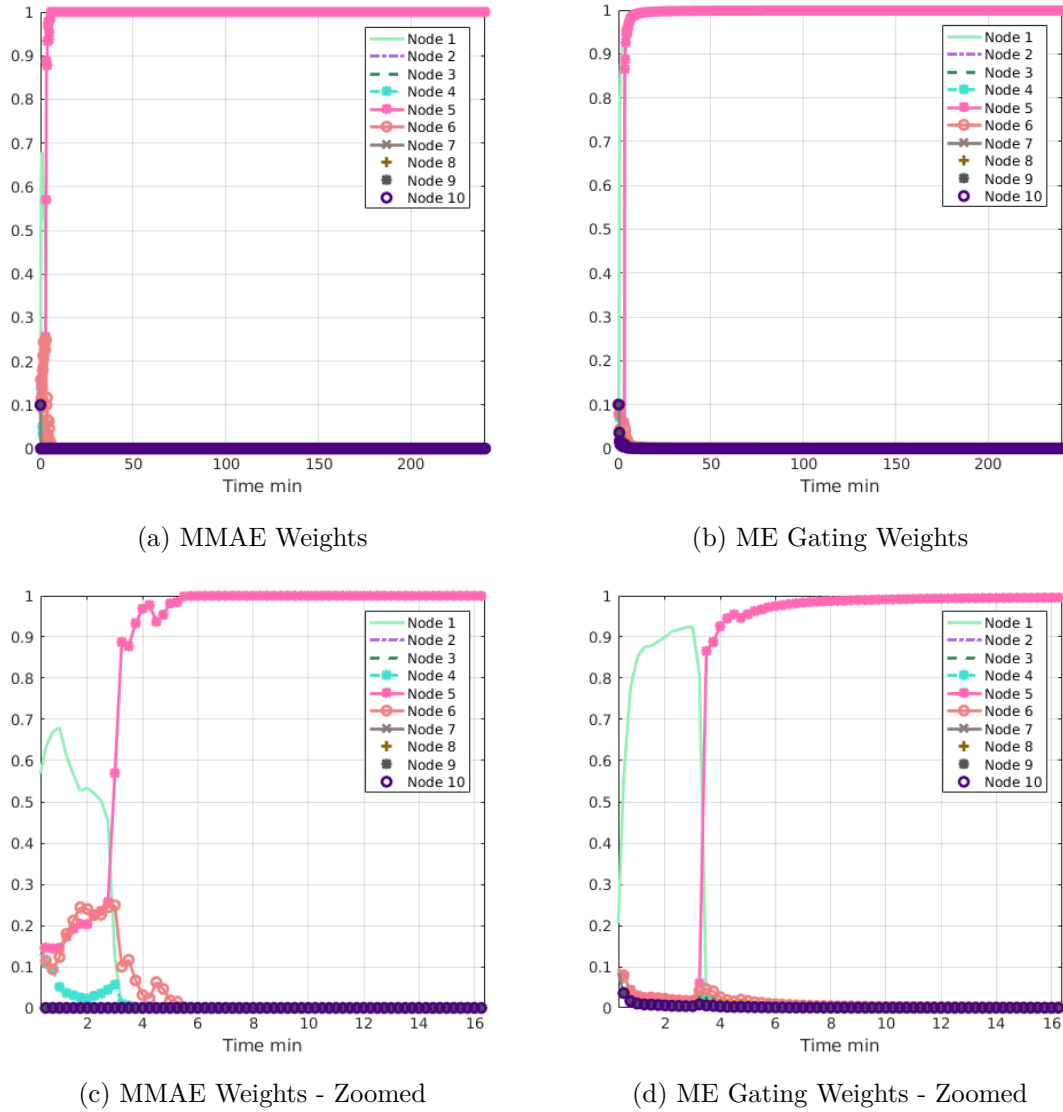 1
0.9
0.8
0.7
0.6
0.5
0.4
0.3
0.2
0.1
0
0 50 100 150 200
Time min
Node 1
Node 2
Node 3
Node 4
Node 5
Node 6
Node 7
Node 8
Node 9
Node 10
(a) MMAE Weights
1
0.9
0.8
0.7
0.6
0.5
0.4
0.3
0.2
0.1
0
0 50 100 150 200
Time min
Node 1
Node 2
Node 3
Node 4
Node 5
Node 6
Node 7
Node 8
Node 9
Node 10
(b) ME Gating Weights
1
0.9
0.8
0.7
0.6
0.5
0.4
0.3
0.2
0.1
0
2 4 6 8 10 12 14 16
Time min
Node 1
Node 2
Node 3
Node 4
Node 5
Node 6
Node 7
Node 8
Node 9
Node 10
(c) MMAE Weights - Zoomed
1
0.9
0.8
0.7
0.6
0.5
0.4
0.3
0.2
0.1
0
2 4 6 8 10 12 14 16
Time min
Node 1
Node 2
Node 3
Node 4
Node 5
Node 6
Node 7
Node 8
Node 9
Node 10
(d) ME Gating Weights - Zoomed